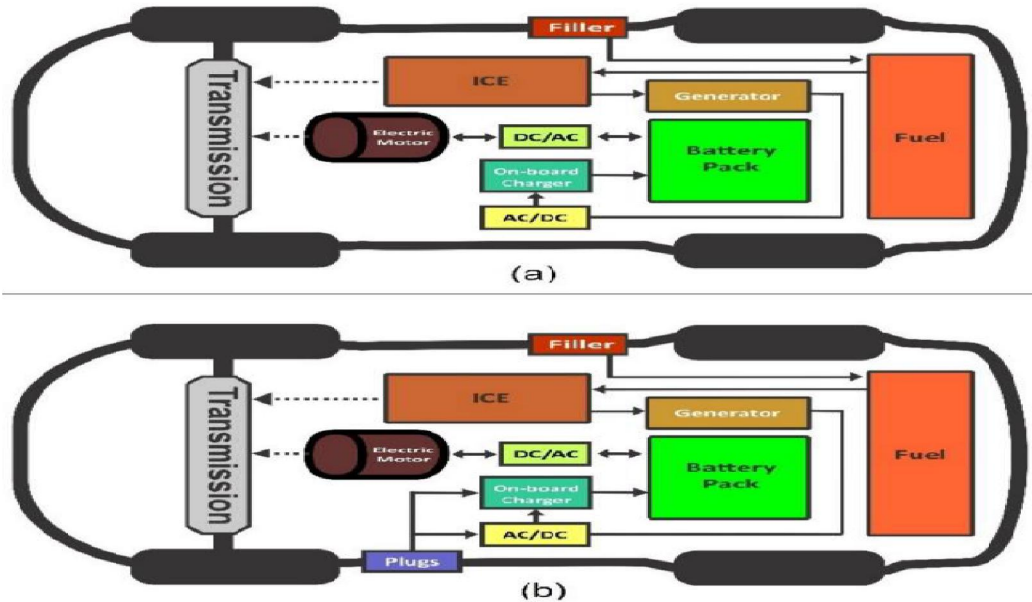 Filler
ICE
Generator
Transmission
Electric
Motor
DC/AC
Battery
Pack
Fuel
On-board
Charger
AC/DC
(a)
Filler
ICE
Generator
Transmission
Electric
Motor
DC/AC
Battery
Pack
Fuel
On-board
Charger
AC/DC
Plugs
(b)